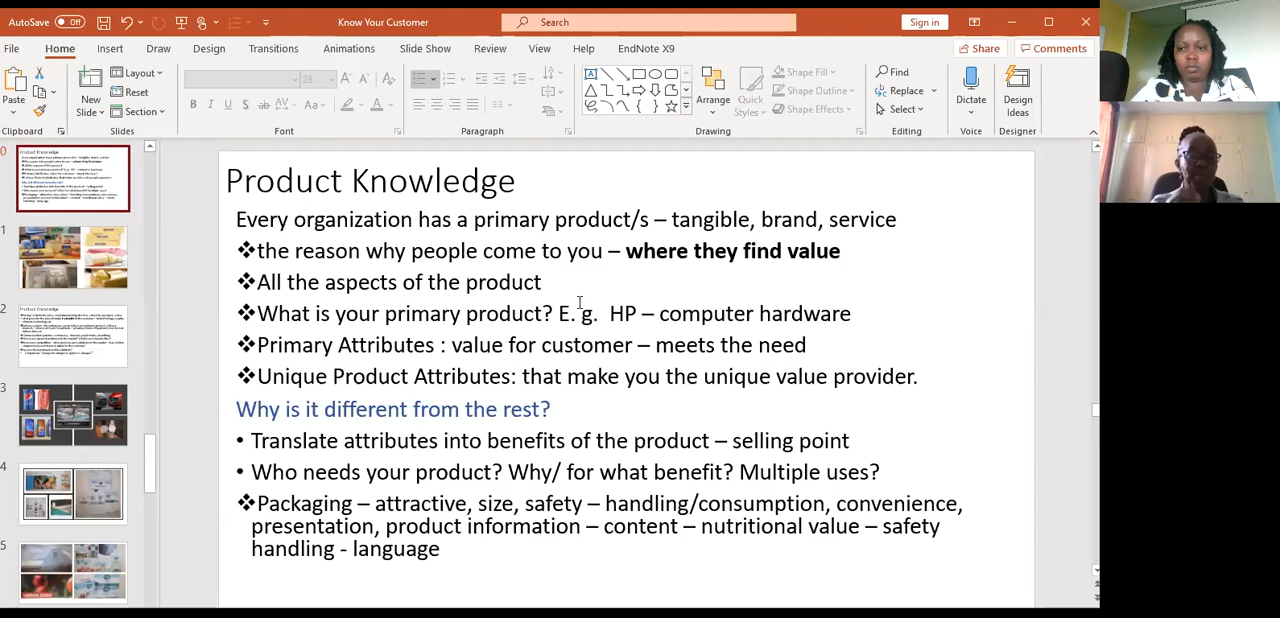 AutoSave Off Know Your Customer Search Sign in
File Home Insert Draw Design Transitions Animations Slide Show Review View Help EndNote X9 Share Comments
Paste New Slide Layout Reset Section 28 Arrange Quick Styles Shape Fill Shape Outline Shape Effects Find Replace Select Dictate Design Ideas
Clipboard Slides Font Paragraph Drawing Editing Voice Designer
0
1
2
3
4
5
Product Knowledge
Every organization has a primary product/s – tangible, brand, service
❖the reason why people come to you – where they find value
❖All the aspects of the product
❖What is your primary product? E. g. HP – computer hardware
❖Primary Attributes : value for customer – meets the need
❖Unique Product Attributes: that make you the unique value provider.
Why is it different from the rest?
• Translate attributes into benefits of the product – selling point
• Who needs your product? Why/ for what benefit? Multiple uses?
❖Packaging – attractive, size, safety – handling/consumption, convenience,
presentation, product information – content – nutritional value – safety
handling - language